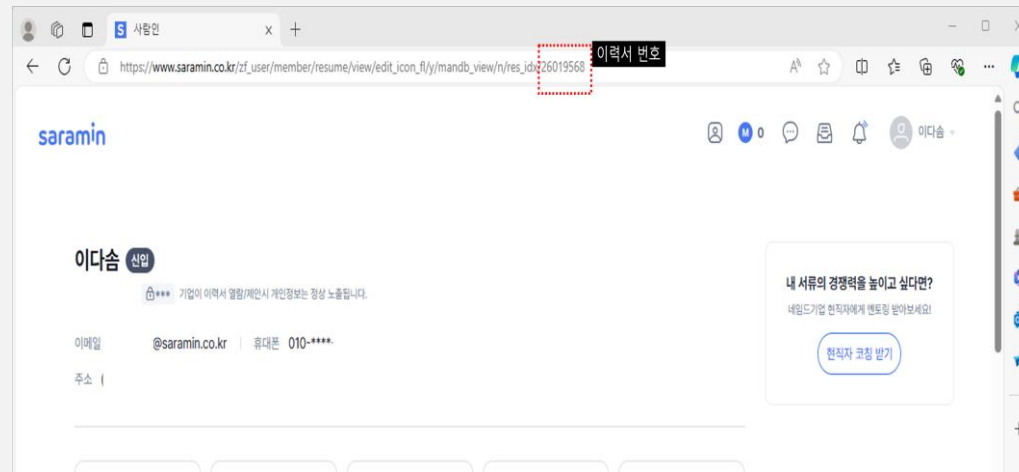 사람인
이력서 번호
https://www.saramin.co.kr/zf_user/member/resume/view/edit_icon_fl/y/mandb_view/n/res_idx/26019568
saramin
M 0
이다솜
이다솜 신입
*** 기업이 이력서 열람/제안시 개인정보는 정상 노출됩니다.
이메일 @saramin.co.kr 휴대폰 010-****-
주소 (
내 서류의 경쟁력을 높이고 싶다면?
네임드기업 현직자에게 멘토링 받아보세요!
현직자 코칭 받기